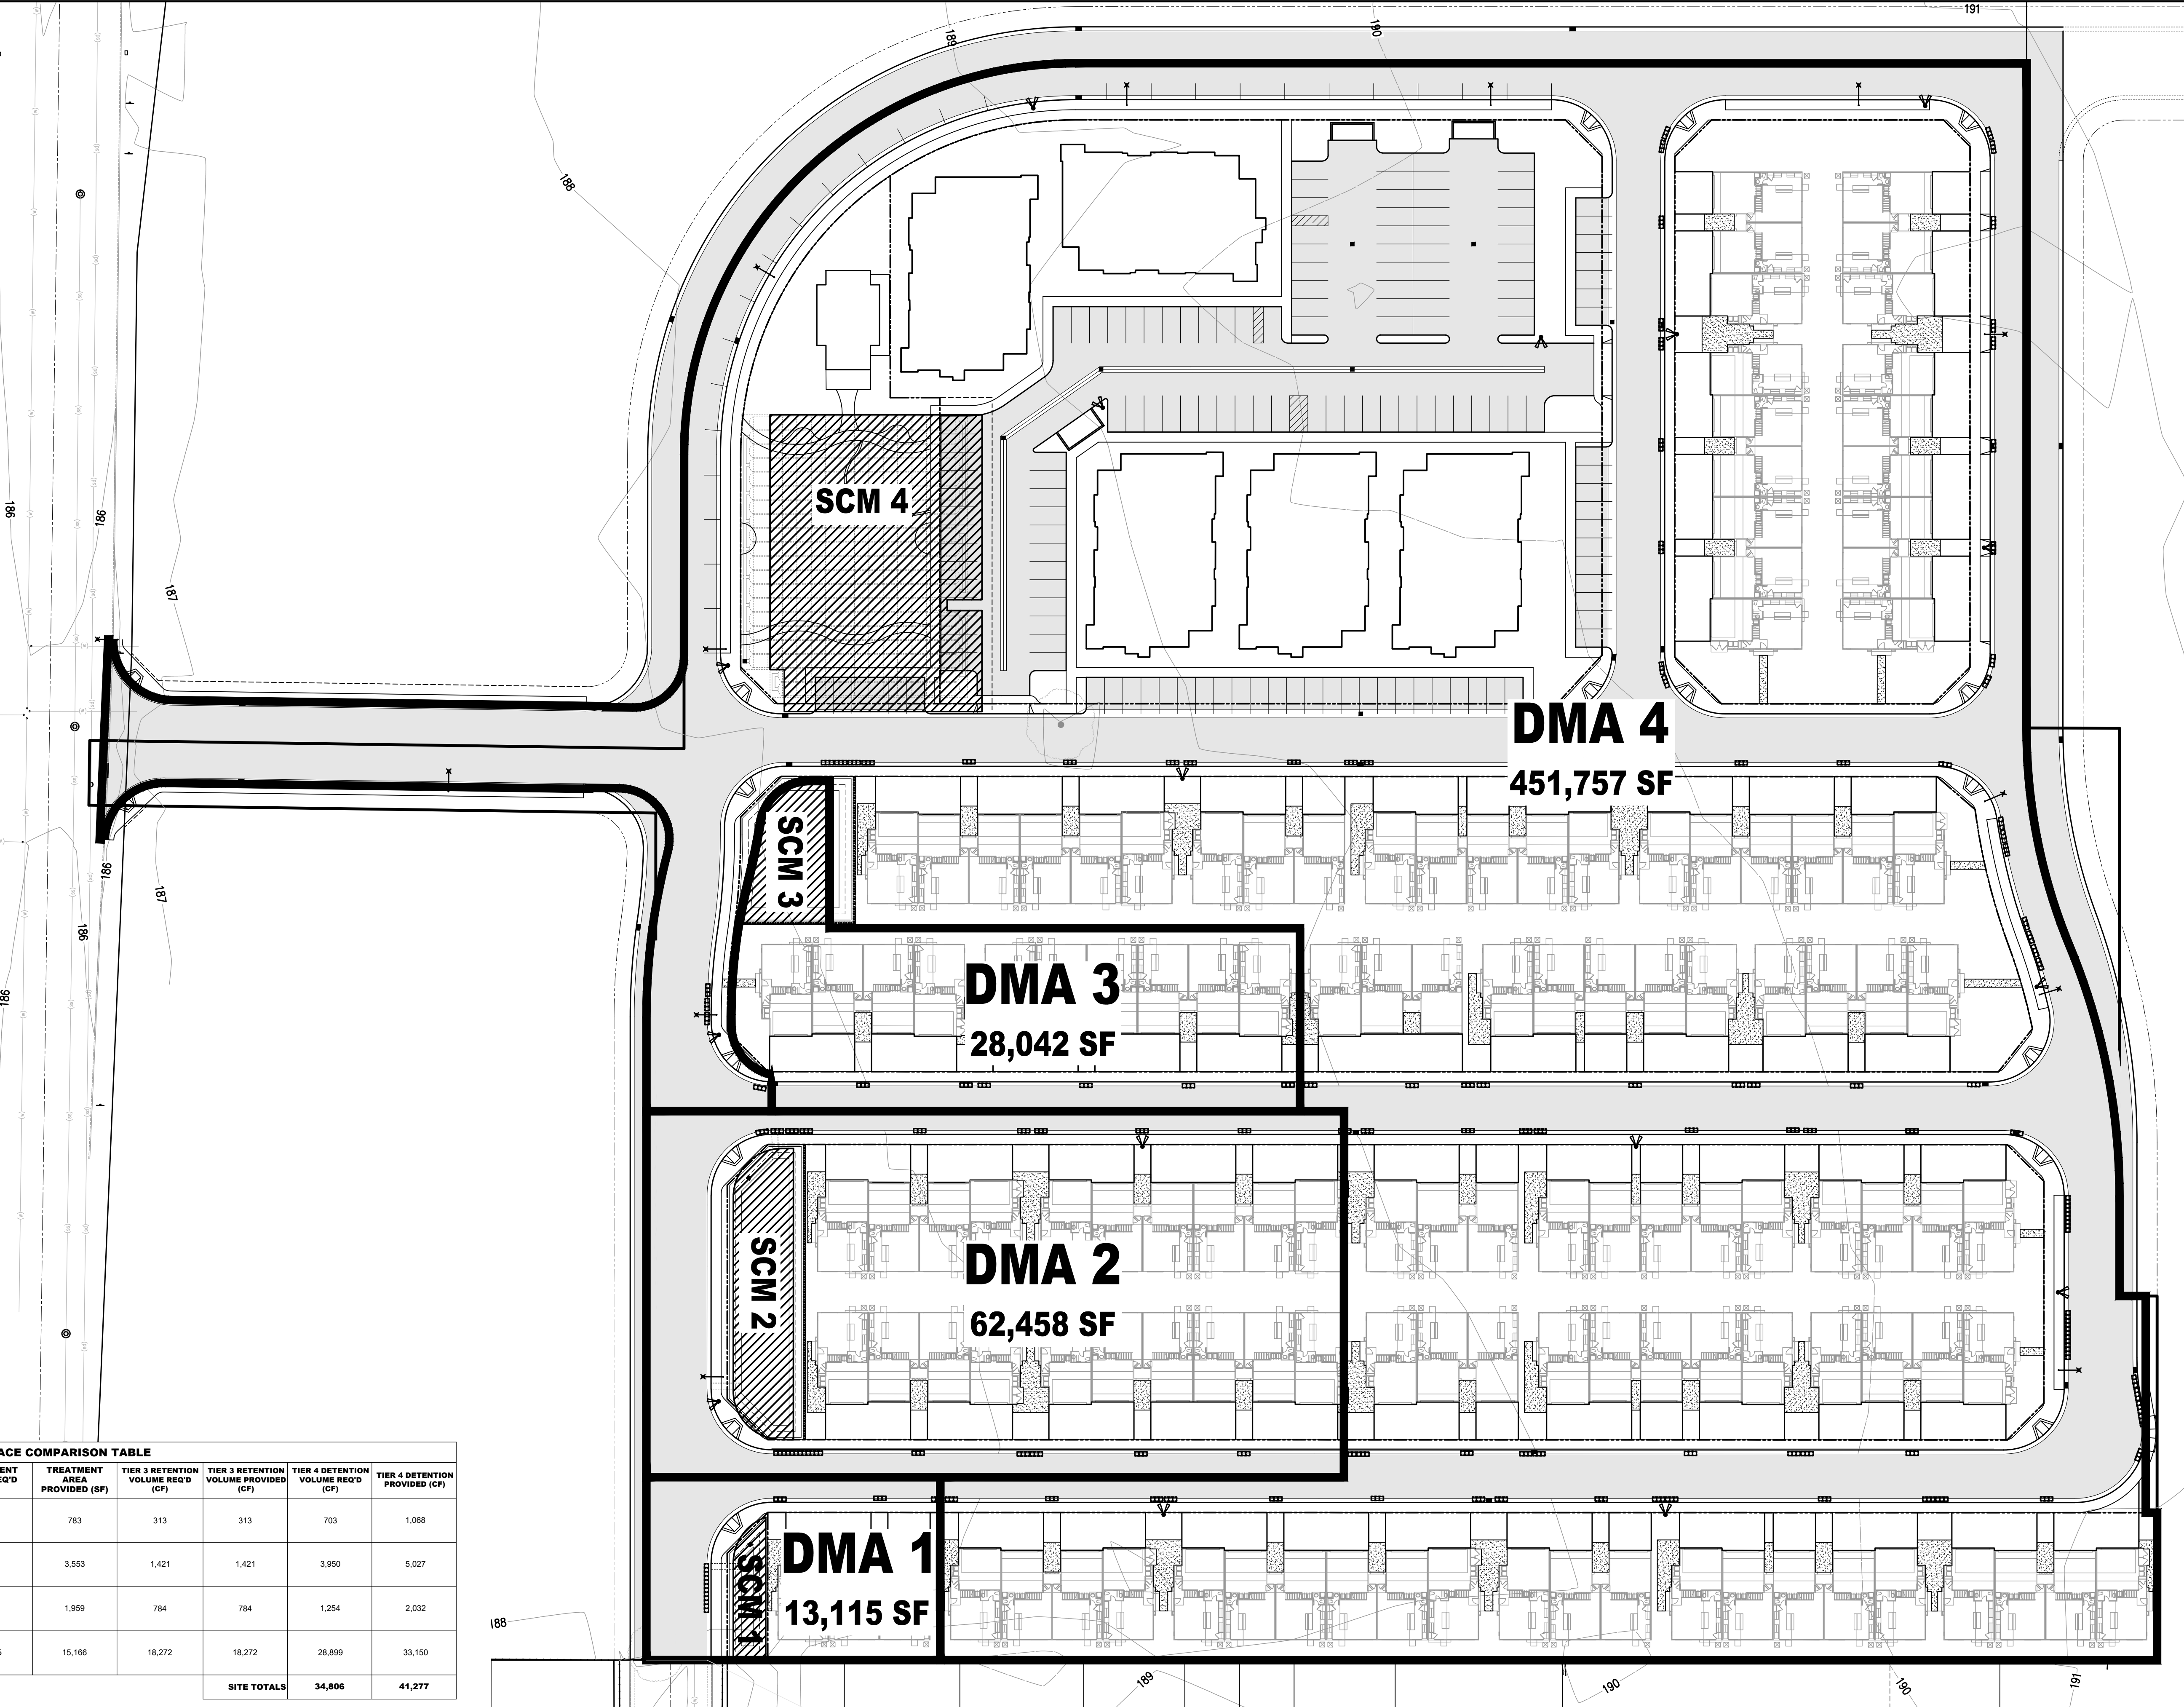 191
190
189
188
SCM 4
186
186
187
DMA 4
451,757 SF
SCM 3
187
186
186
186
DMA 3
28,042 SF
SCM 2
DMA 2
62,458 SF
SCM 1
DMA 1
13,115 SF
188
189
190
190
191
ACE COMPARISON TABLE
TREATMENT AREA PROVIDED (SF) TIER 3 RETENTION VOLUME REQ'D (CF) TIER 3 RETENTION VOLUME PROVIDED (CF) TIER 4 DETENTION VOLUME REQ'D (CF) TIER 4 DETENTION PROVIDED (CF)
783 313 313 703 1,068
3,553 1,421 1,421 3,950 5,027
1,959 784 784 1,254 2,032
15,166 18,272 18,272 28,899 33,150
SITE TOTALS 34,806 41,277